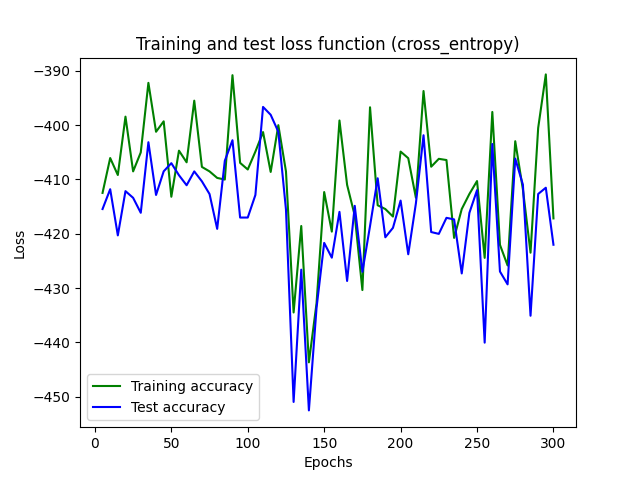 Training and test loss function (cross_entropy)
−390
−400
−410
−420
−430
−440
−450
Loss
Training accuracy
Test accuracy
0 50 100 150 200 250 300
Epochs